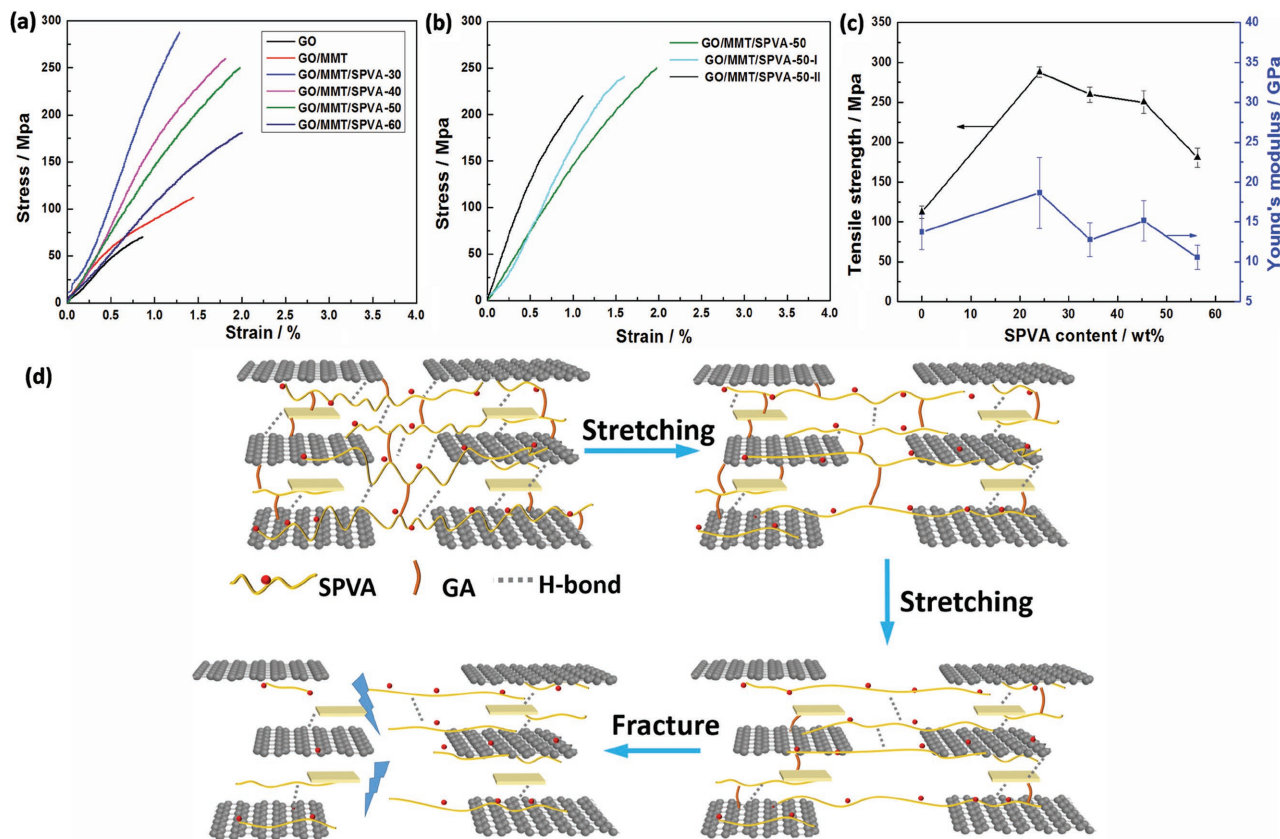 (a)
300
250
200
150
100
50
0
Stress / Mpa
0.0 0.5 1.0 1.5 2.0 2.5 3.0 4.0
Strain / %
GO
GO/MMT
GO/MMT/SPVA-30
GO/MMT/SPVA-40
GO/MMT/SPVA-50
GO/MMT/SPVA-60
(b)
300
250
200
150
100
50
0
Stress / Mpa
0.0 0.5 1.0 1.5 2.0 2.5 3.0 4.0
Strain / %
GO/MMT/SPVA-50
GO/MMT/SPVA-50-I
GO/MMT/SPVA-50-II
(c)
350
300
250
200
150
100
50
0
Tensile strength / Mpa
0 10 20 30 40 50 60
SPVA content / wt%
40
35
30
25
20
15
10
5
Young's modulus / GPa
(d)
Stretching
SPVA
GA
H-bond
Stretching
Fracture